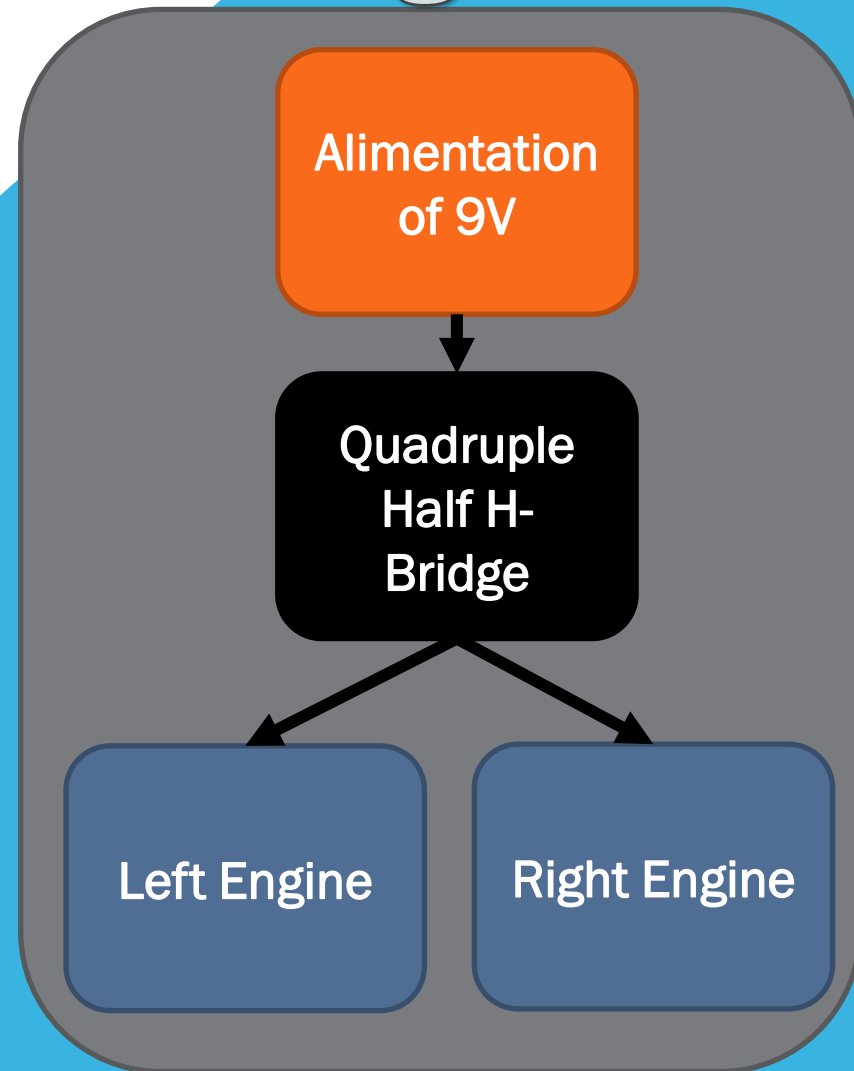 Alimentation
of 9V
Quadruple
Half H-
Bridge
Left Engine
Right Engine